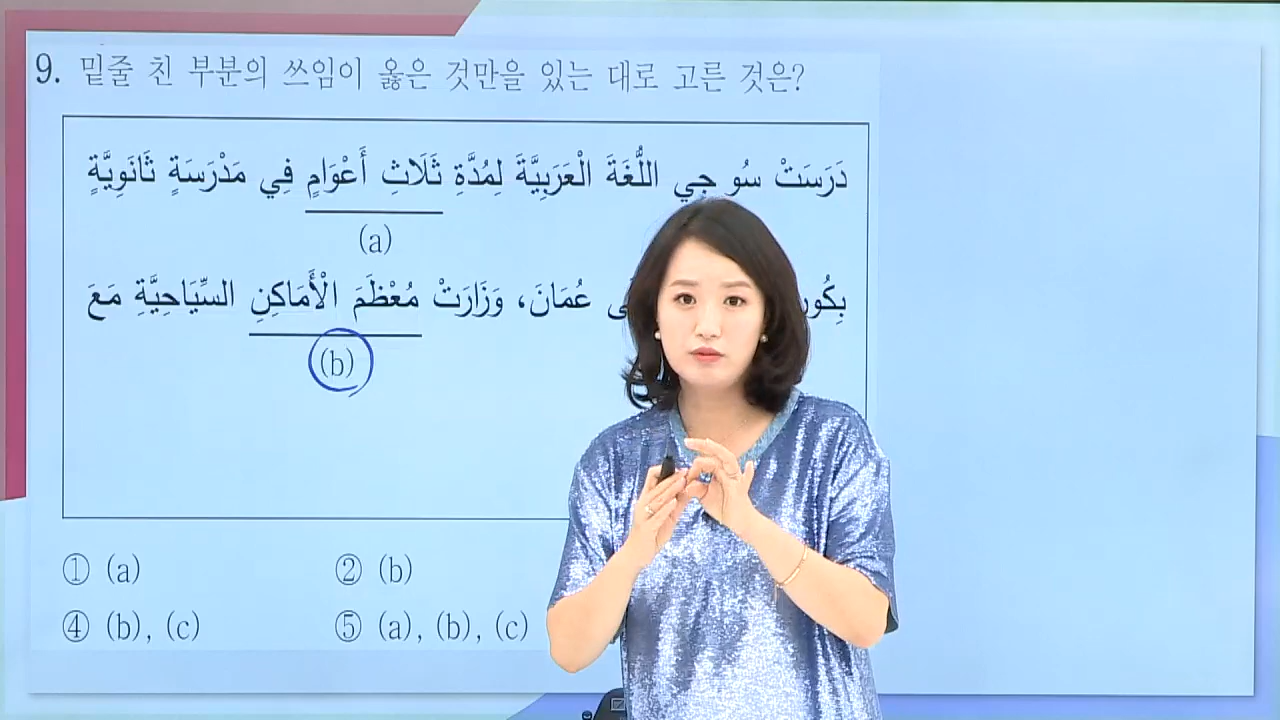 9. 밑줄 친 부분의 쓰임이 옳은 것만을 있는 대로 고른 것은?
دَرَسَتْ سُو جِي اللُّغَةَ الْعَرَبِيَّةَ لِمُدَّةِ ثَلَاثِ أَعْوَامٍ فِي مَدْرَسَةٍ ثَانَوِيَّةٍ
(a)
عُمَانَ، وَزَارَتْ مُعْظَمَ الْأَمَاكِنِ السِّيَاحِيَّةِ مَعَ
(b)
① (a) ② (b)
④ (b), (c) ⑤ (a), (b), (c)